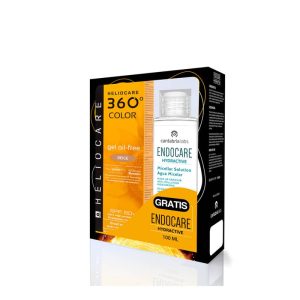 HELIOCARE
HELIOCARE
360°
COLOR
gel oil-free
BEIGE
SPF 50+
cantabria labs
ENDOCARE
HYDRACTIVE
Micellar Solution
Agua Micelar
GRATIS
ENDOCARE
HYDRACTIVE
100 ML